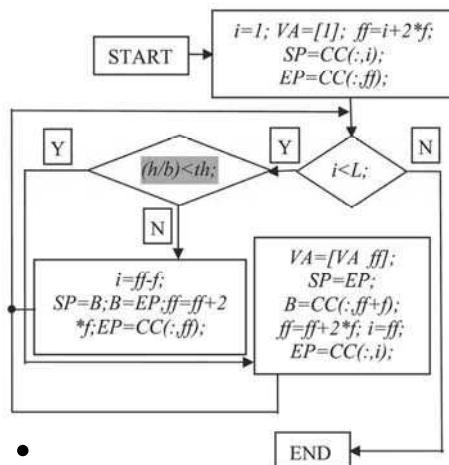 START
i=1; VA=[1]; ff=i+2*f;
SP=CC(:,i);
EP=CC(:,ff);
Y
Y
N
(h/b)<th;
i<L;
N
i=ff-f;
SP=B;B=EP;ff=ff+2
*f;EP=CC(:,ff);
VA=[VA ff];
SP=EP;
B=CC(:,ff+f);
ff=ff+2*f; i=ff;
EP=CC(:,i);
END